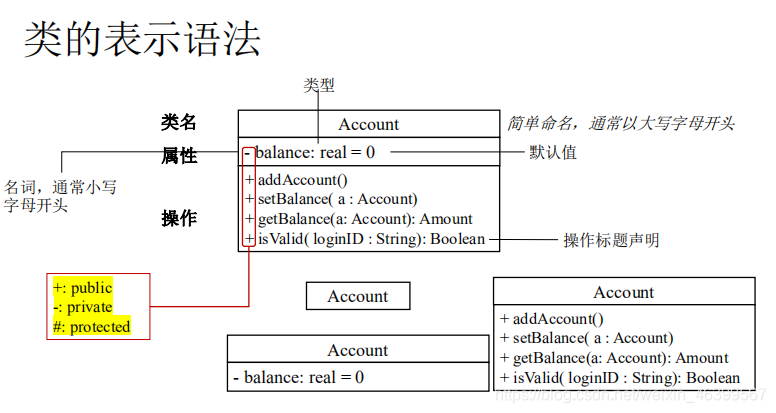 类的表示语法
类型
类名
Account
简单命名，通常以大写字母开头
属性
- balance: real = 0
默认值
名词，通常小写
字母开头
操作
+ addAccount()
+ setBalance( a : Account)
+ getBalance(a: Account): Amount
+ isValid( loginID : String): Boolean
操作标题声明
+: public
-: private
#: protected
Account
Account
- balance: real = 0
Account
+ addAccount()
+ setBalance( a : Account)
+ getBalance(a: Account): Amount
+ isValid( loginID : String): Boolean
https://blog.csdn.net/weixin_46399567